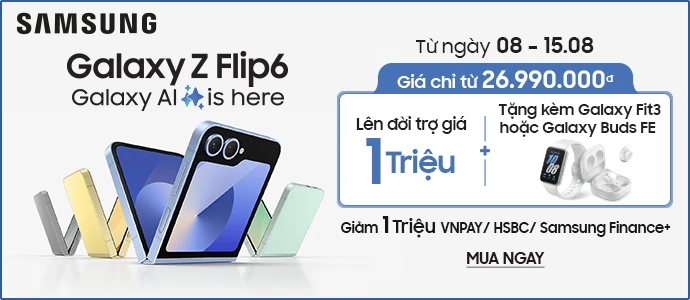 SAMSUNG
Galaxy Z Flip6
Galaxy AI is here
Từ ngày 08 - 15.08
Giá chỉ từ 26.990.000đ
Lên đời trợ giá
1 Triệu
+
Tặng kèm Galaxy Fit3
hoặc Galaxy Buds FE
Giảm 1 Triệu VNPAY/ HSBC/ Samsung Finance+
MUA NGAY